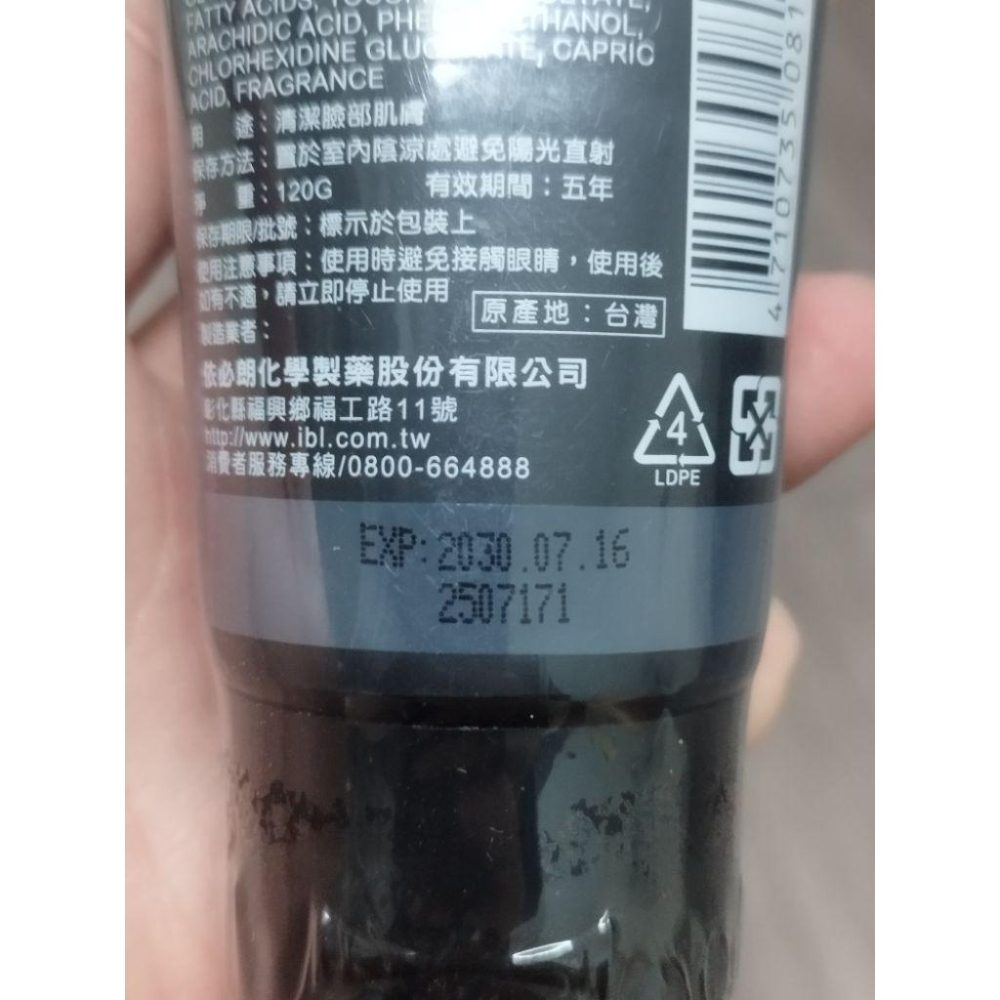 FATTY ACIDS,
ARACHIDIC ACID,
CHLORHEXIDINE CAPRIC
ACID, FRAGRANCE
用　途：清潔臉部肌膚
保存方法：置於室內陰涼處避免陽光直射
淨　重：120G　有效期間：五年
保存期限/批號：標示於包裝上
使用注意事項：使用時避免接觸眼睛，使用後
如有不適，請立即停止使用
原產地：台灣
製造業者：
依必朗化學製藥股份有限公司
彰化縣福興鄉福工路11號
http://www.ibl.com.tw
消費者服務專線/0800-664888
4 710735 081
4
LDPE
EXP:2030.07.16
2507171